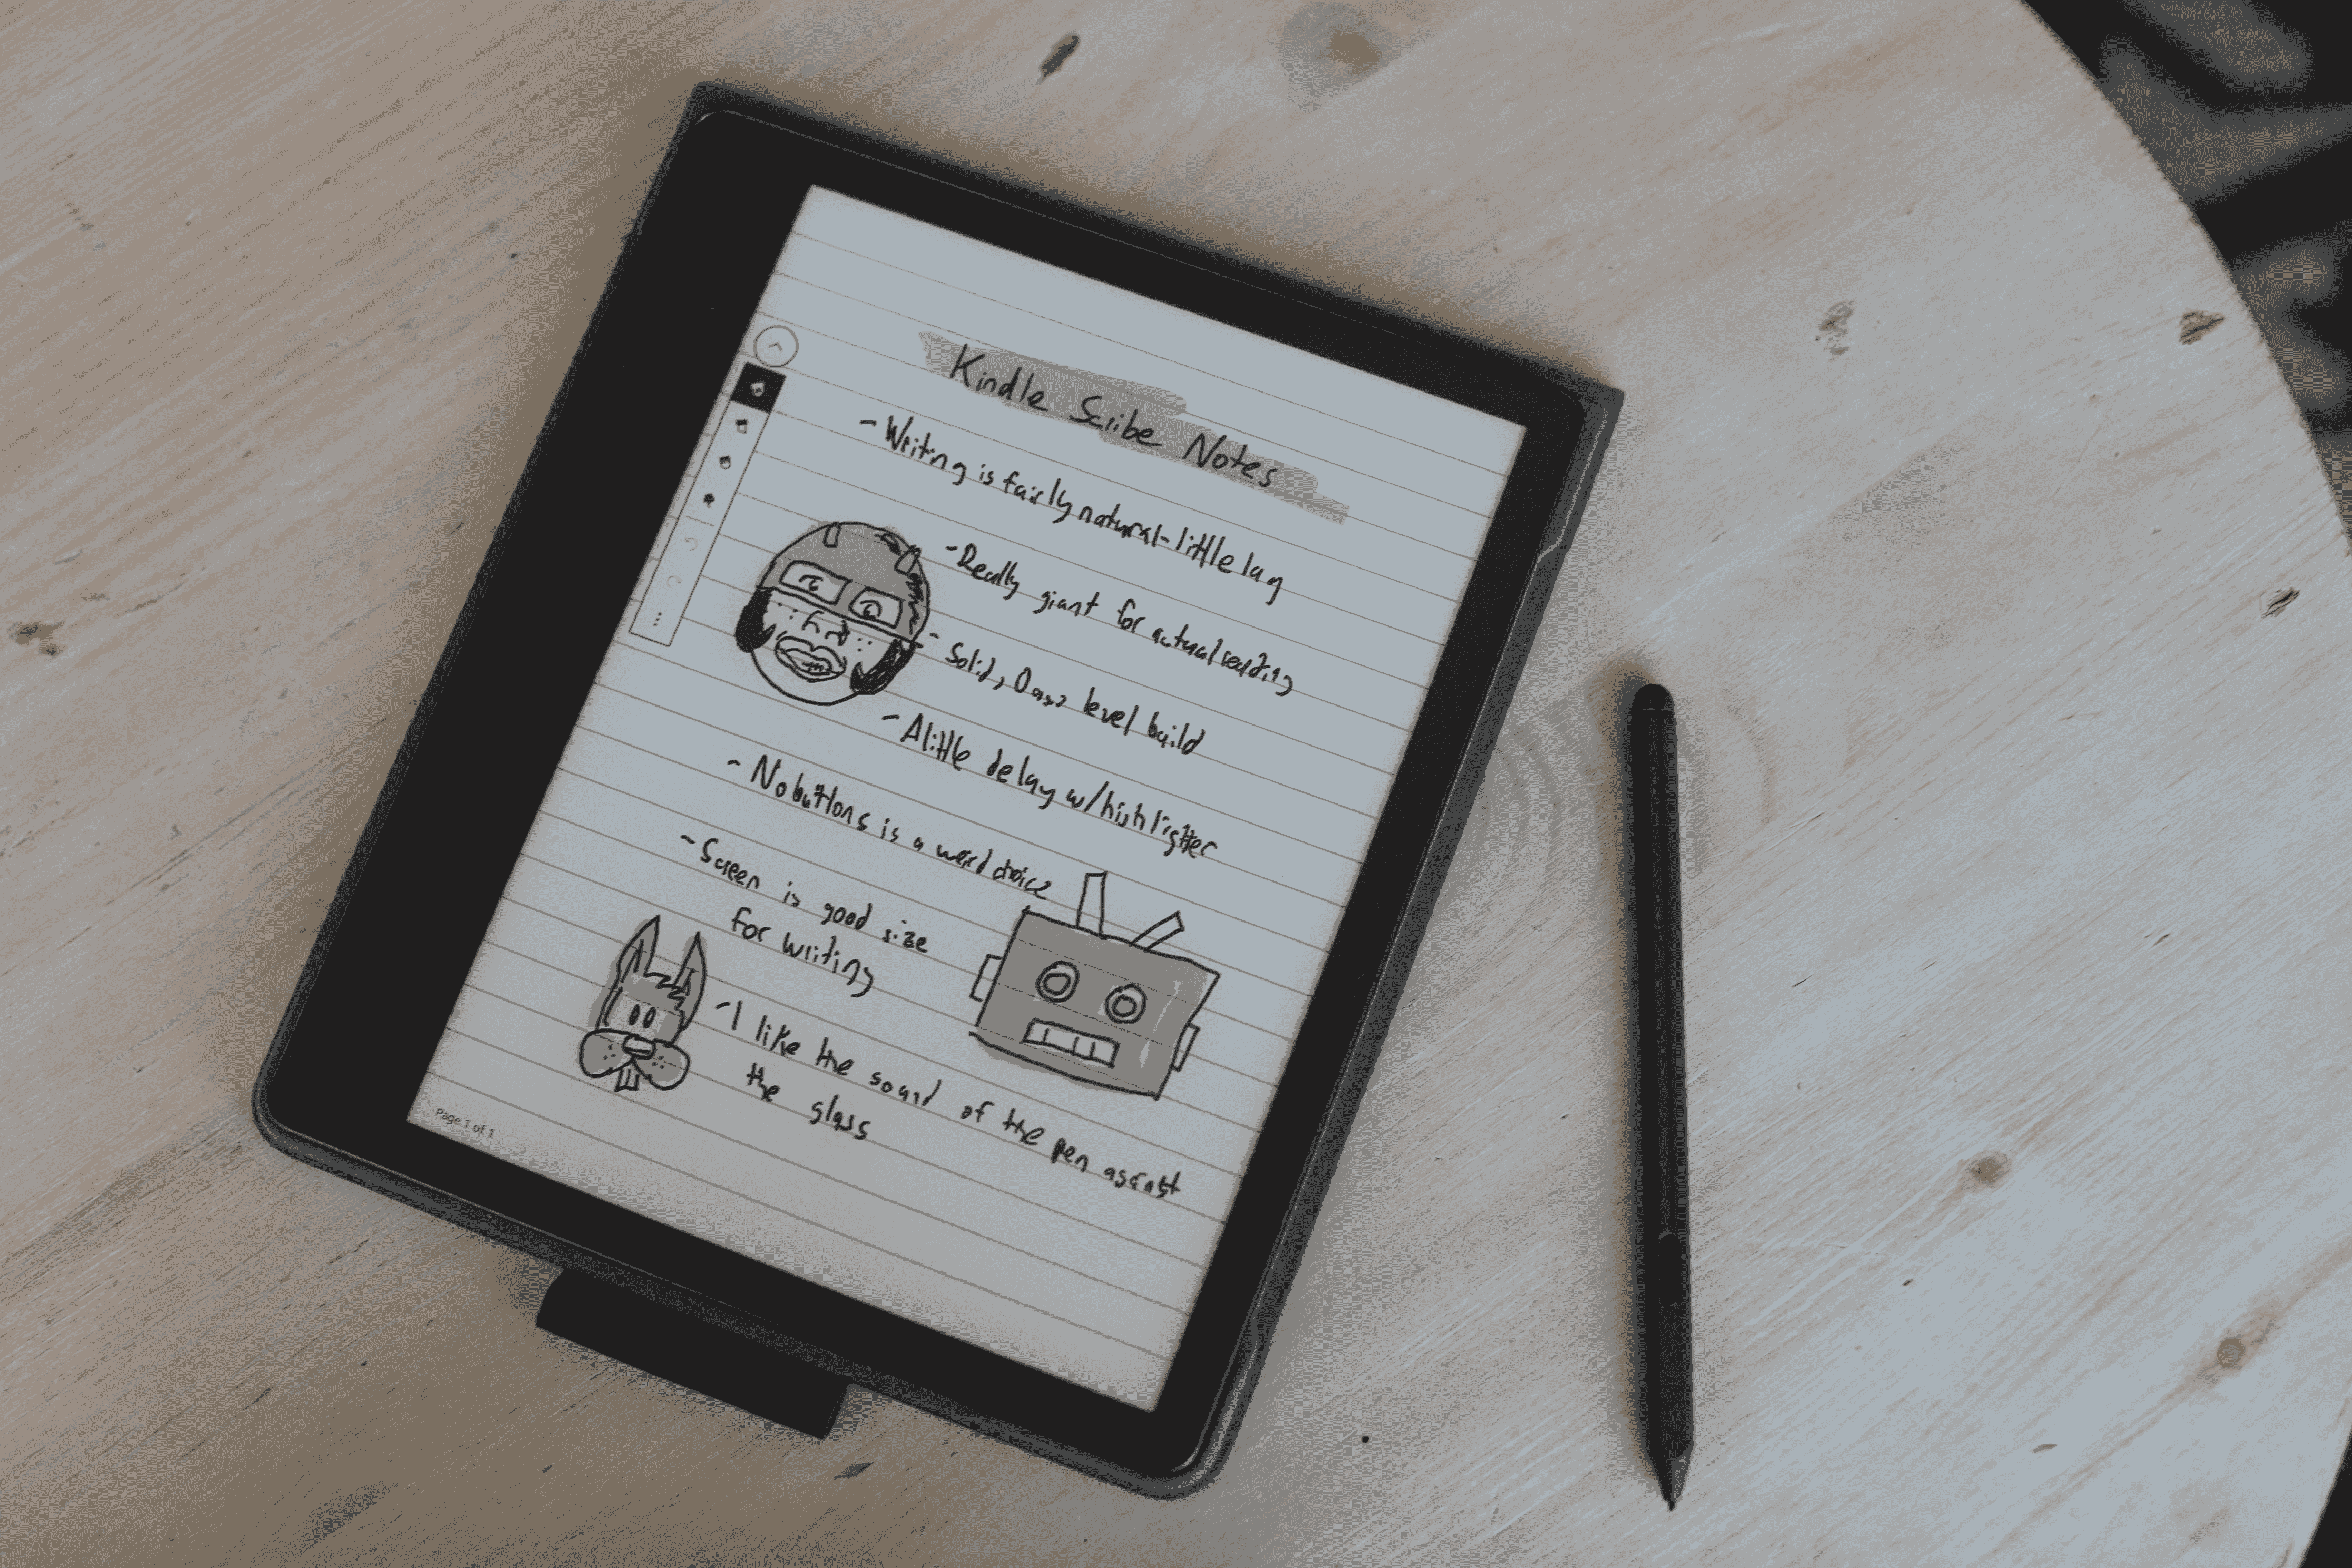 Kindle Scribe Notes
- Writing is fairly natural - little lag
- Really giant for actual reading
- Solid, Oasis level build
- A little delay w/highlighter
- No buttons is a weird choice
- Screen is good size
for writing
- I like the sound of the pen against
the glass
Page 1 of 1